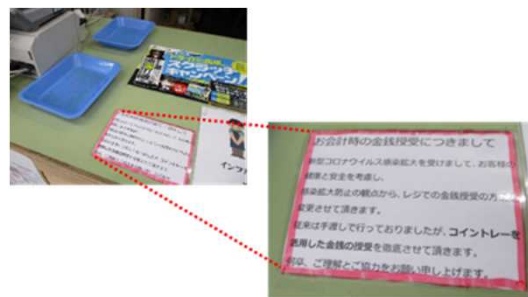 スクラッチ
キャンペーン
お会計時の金銭授受につきまして
新型コロナウイルス感染拡大を受けまして、お客様の
健康と安全を考慮し、
感染拡大防止の観点から、レジでの金銭授受の方
変更させて頂きます。
従来は手渡しで行っておりましたが、コイントレーを
活用した金銭の授受を徹底させて頂きます。
何卒、ご理解とご協力をお願い申し上げます。